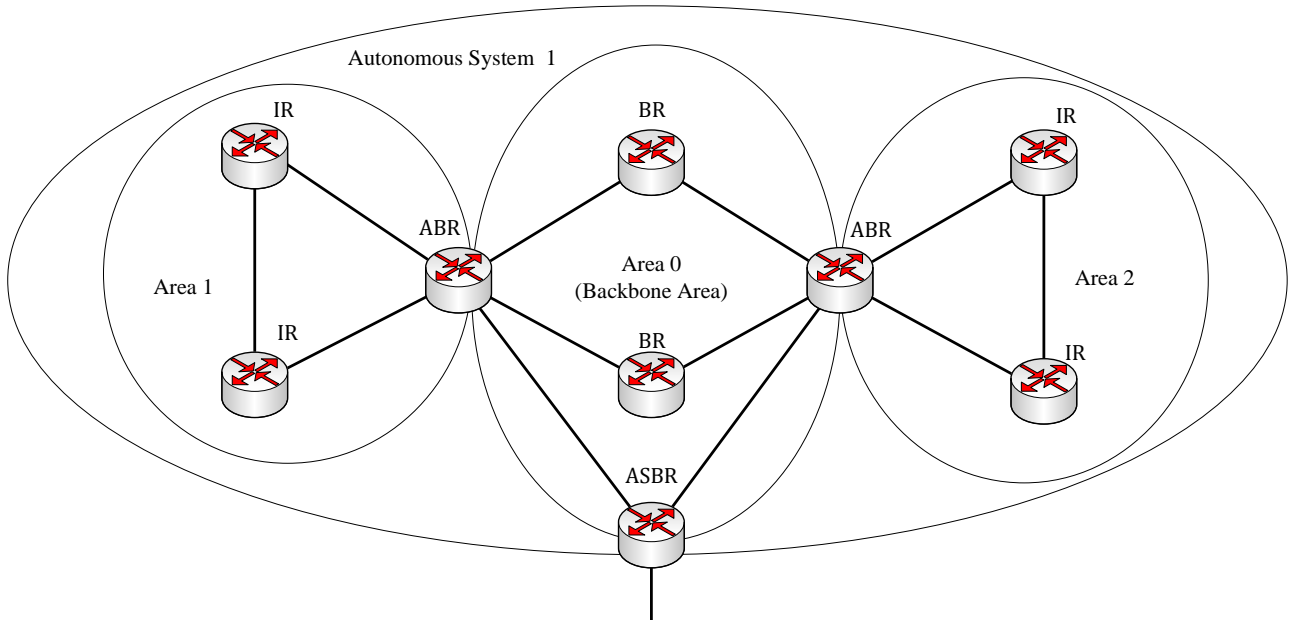 Autonomous System 1
IR
BR
IR
ABR
ABR
Area 0
(Backbone Area)
Area 1
Area 2
IR
BR
IR
ASBR